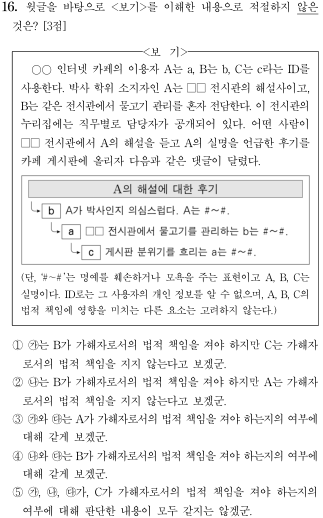 16. 윗글을 바탕으로 <보기>를 이해한 내용으로 적절하지 않은
것은? [3점]
<보 기>
○○ 인터넷 카페의 이용자 A는 a, B는 b, C는 c라는 ID를
사용한다. 박사 학위 소지자인 A는 □□ 전시관의 해설사이고,
B는 같은 전시관에서 물고기 관리를 혼자 전담한다. 이 전시관의
누리집에는 직무별로 담당자가 공개되어 있다. 어떤 사람이
□□ 전시관에서 A의 해설을 듣고 A의 실명을 언급한 후기를
카페 게시판에 올리자 다음과 같은 댓글이 달렸다.
A의 해설에 대한 후기
b A가 박사인지 의심스럽다. A는 #~#.
a □□ 전시관에서 물고기를 관리하는 b는 #~#.
c 게시판 분위기를 흐리는 a는 #~#.
(단, '#~#'는 명예를 훼손하거나 모욕을 주는 표현이고 A, B, C는
실명이다. ID로는 그 사용자의 개인 정보를 알 수 없으며, A, B, C의
법적 책임에 영향을 미치는 다른 요소는 고려하지 않는다.)
① ㉮는 B가 가해자로서의 법적 책임을 져야 하지만 C는 가해자
로서의 법적 책임을 지지 않는다고 보겠군.
② ㉯는 B가 가해자로서의 법적 책임을 져야 하지만 A는 가해자
로서의 법적 책임을 지지 않는다고 보겠군.
③ ㉮와 ㉰는 A가 가해자로서의 법적 책임을 져야 하는지의 여부에
대해 같게 보겠군.
④ ㉯와 ㉰는 B가 가해자로서의 법적 책임을 져야 하는지의 여부에
대해 같게 보겠군.
⑤ ㉮, ㉯, ㉰가, C가 가해자로서의 법적 책임을 져야 하는지의
여부에 대해 판단한 내용이 모두 같지는 않겠군.